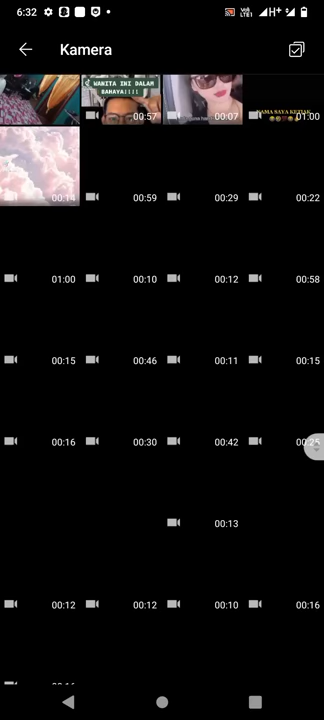 6:32 Vo) LTE1 H+
Kamera
WANITA INI DALAM
BAHAYA!!!!
00:57 00:07 01:00
NAMA SAYA KETIAK
00:14 00:59 00:29 00:22
01:00 00:10 00:12 00:58
00:15 00:46 00:11 00:15
00:16 00:30 00:42 00:25
00:13
00:12 00:12 00:10 00:16